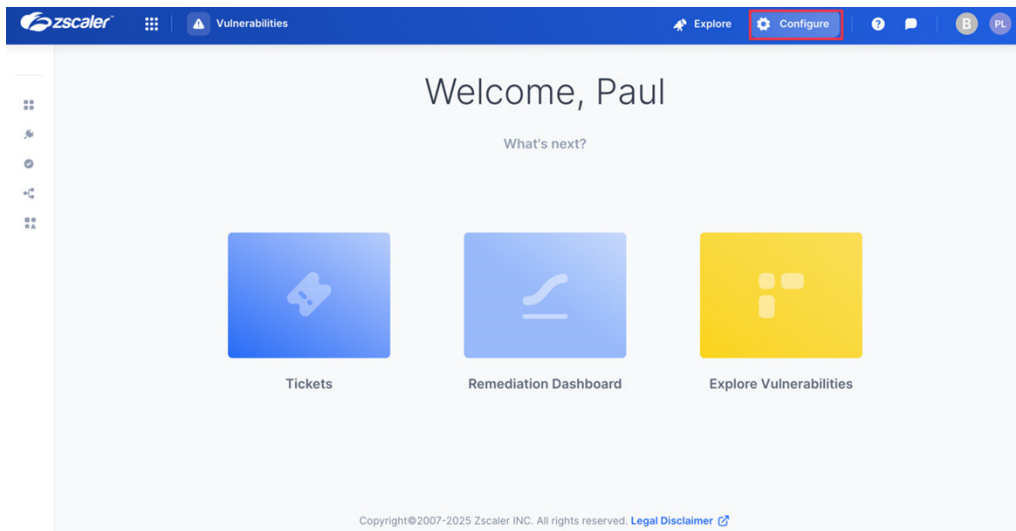 zscaler
Vulnerabilities
Explore
Configure
B
PL
Welcome, Paul
What's next?
Tickets
Remediation Dashboard
Explore Vulnerabilities
Copyright©2007-2025 Zscaler INC. All rights reserved. Legal Disclaimer